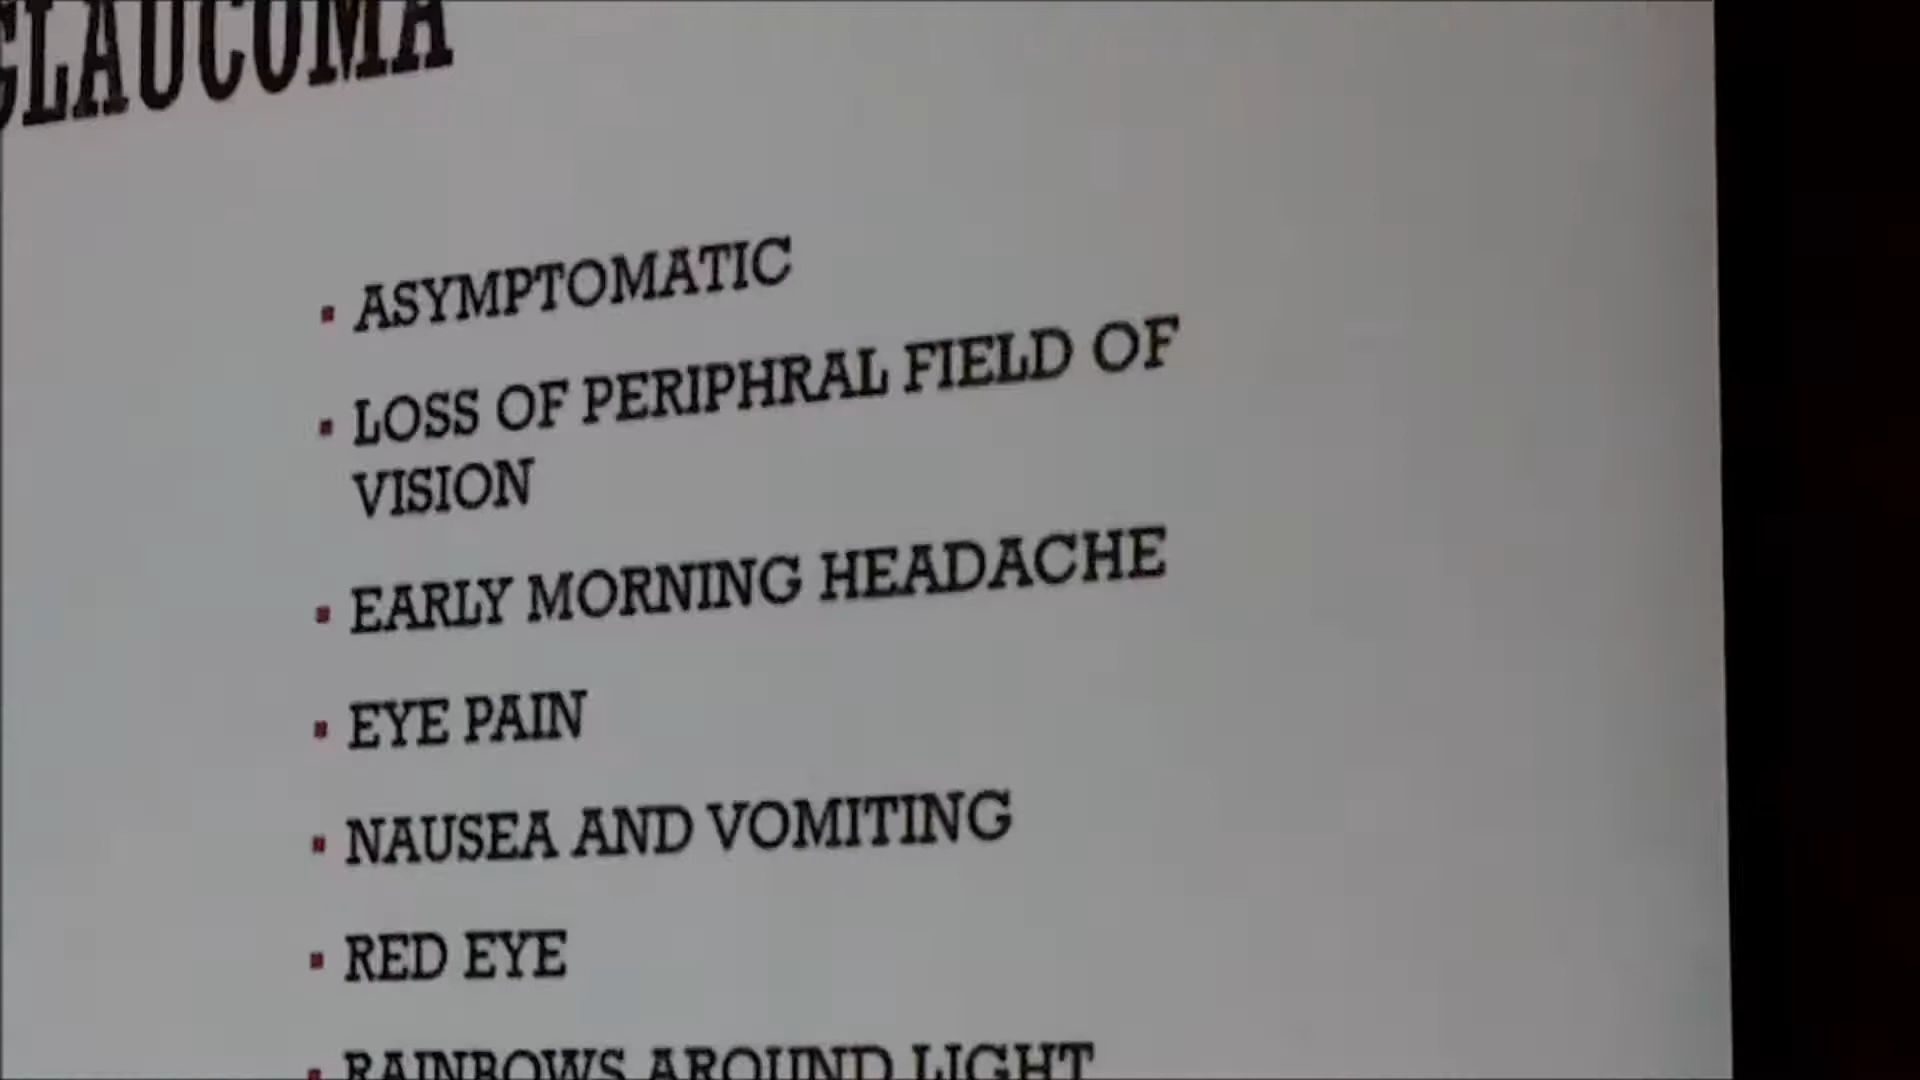 GLAUCOMA
▪ ASYMPTOMATIC
▪ LOSS OF PERIPHRAL FIELD OF
VISION
▪ EARLY MORNING HEADACHE
▪ EYE PAIN
▪ NAUSEA AND VOMITING
▪ RED EYE
▪ RAINBOWS AROUND LIGHT